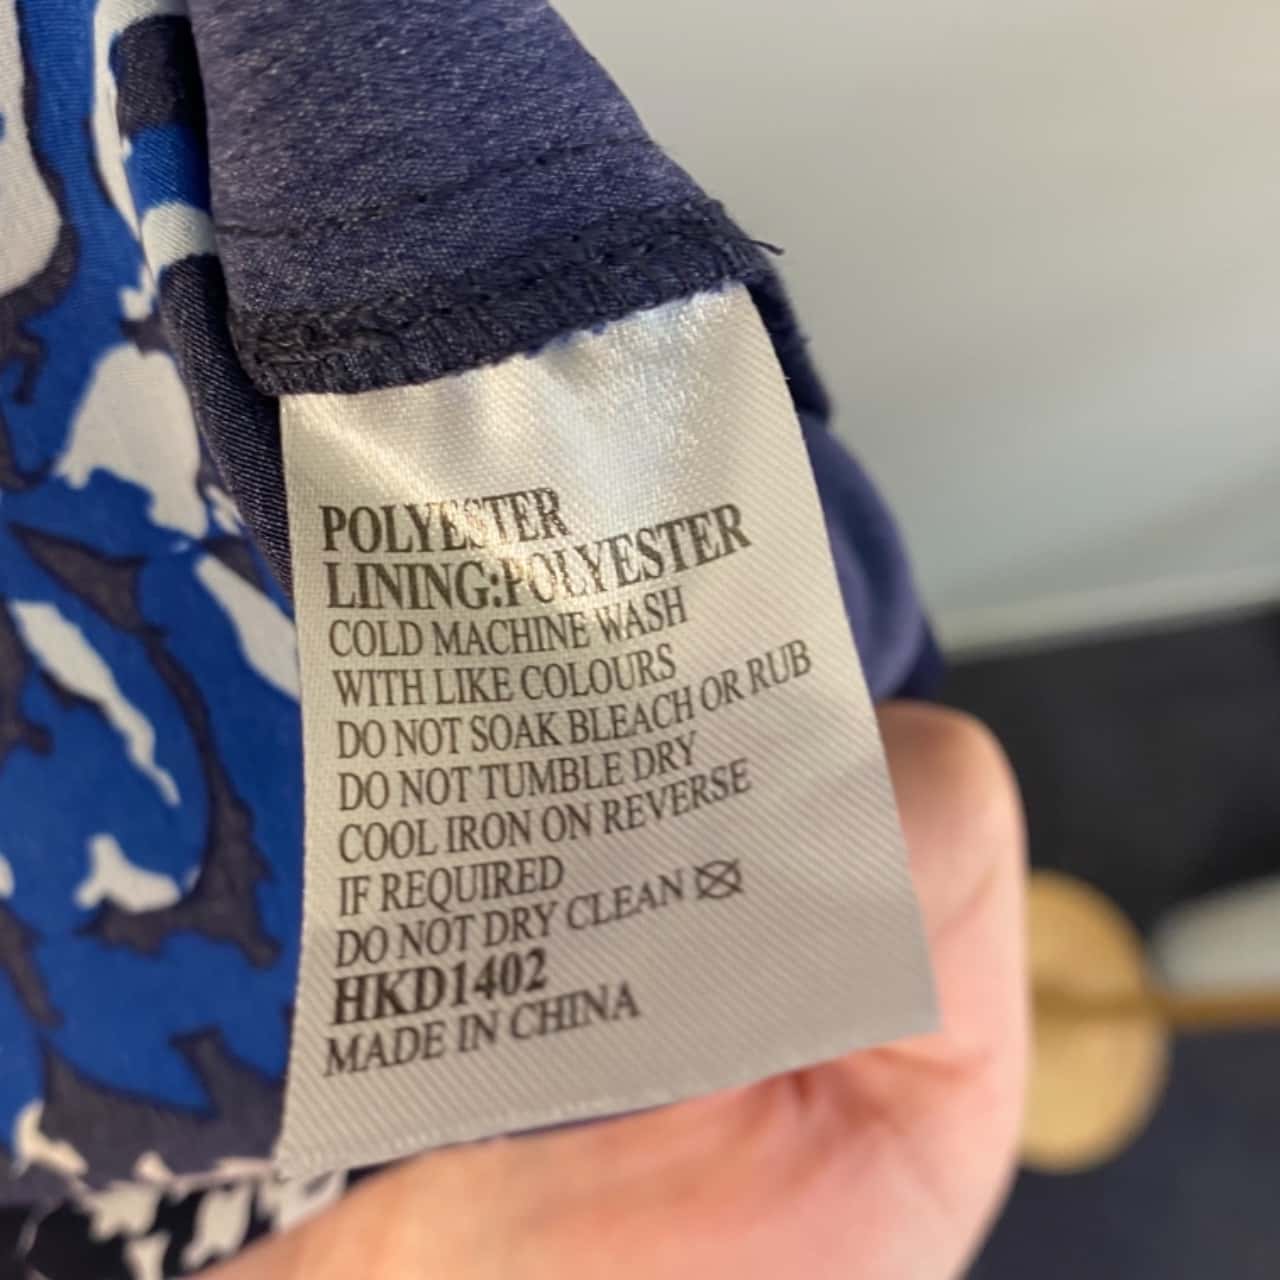 POLYESTER
LINING:POLYESTER
COLD MACHINE WASH
WITH LIKE COLOURS
DO NOT SOAK BLEACH OR RUB
DO NOT TUMBLE DRY
COOL IRON ON REVERSE
IF REQUIRED
DO NOT DRY CLEAN
HKD1402
MADE IN CHINA